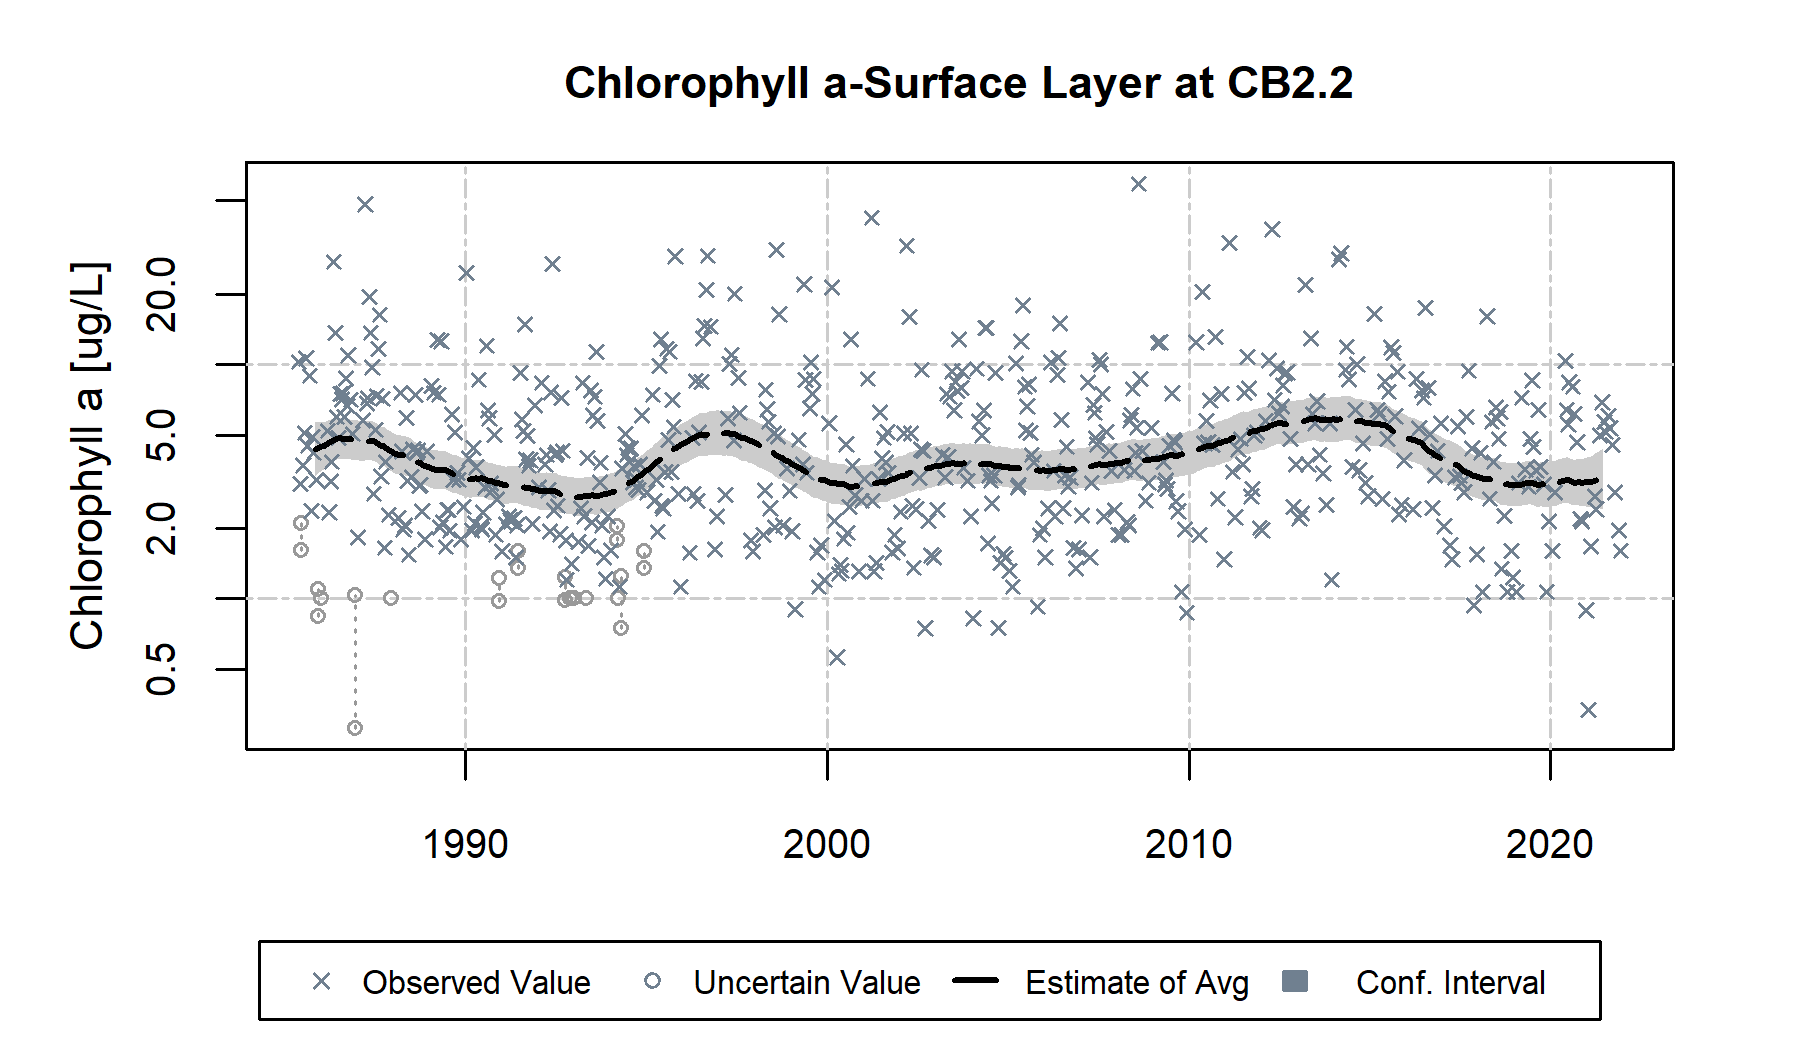 Chlorophyll a-Surface Layer at CB2.2
Chlorophyll a [ug/L]
20.0
5.0
2.0
0.5
1990 2000 2010 2020
Observed Value Uncertain Value Estimate of Avg Conf. Interval